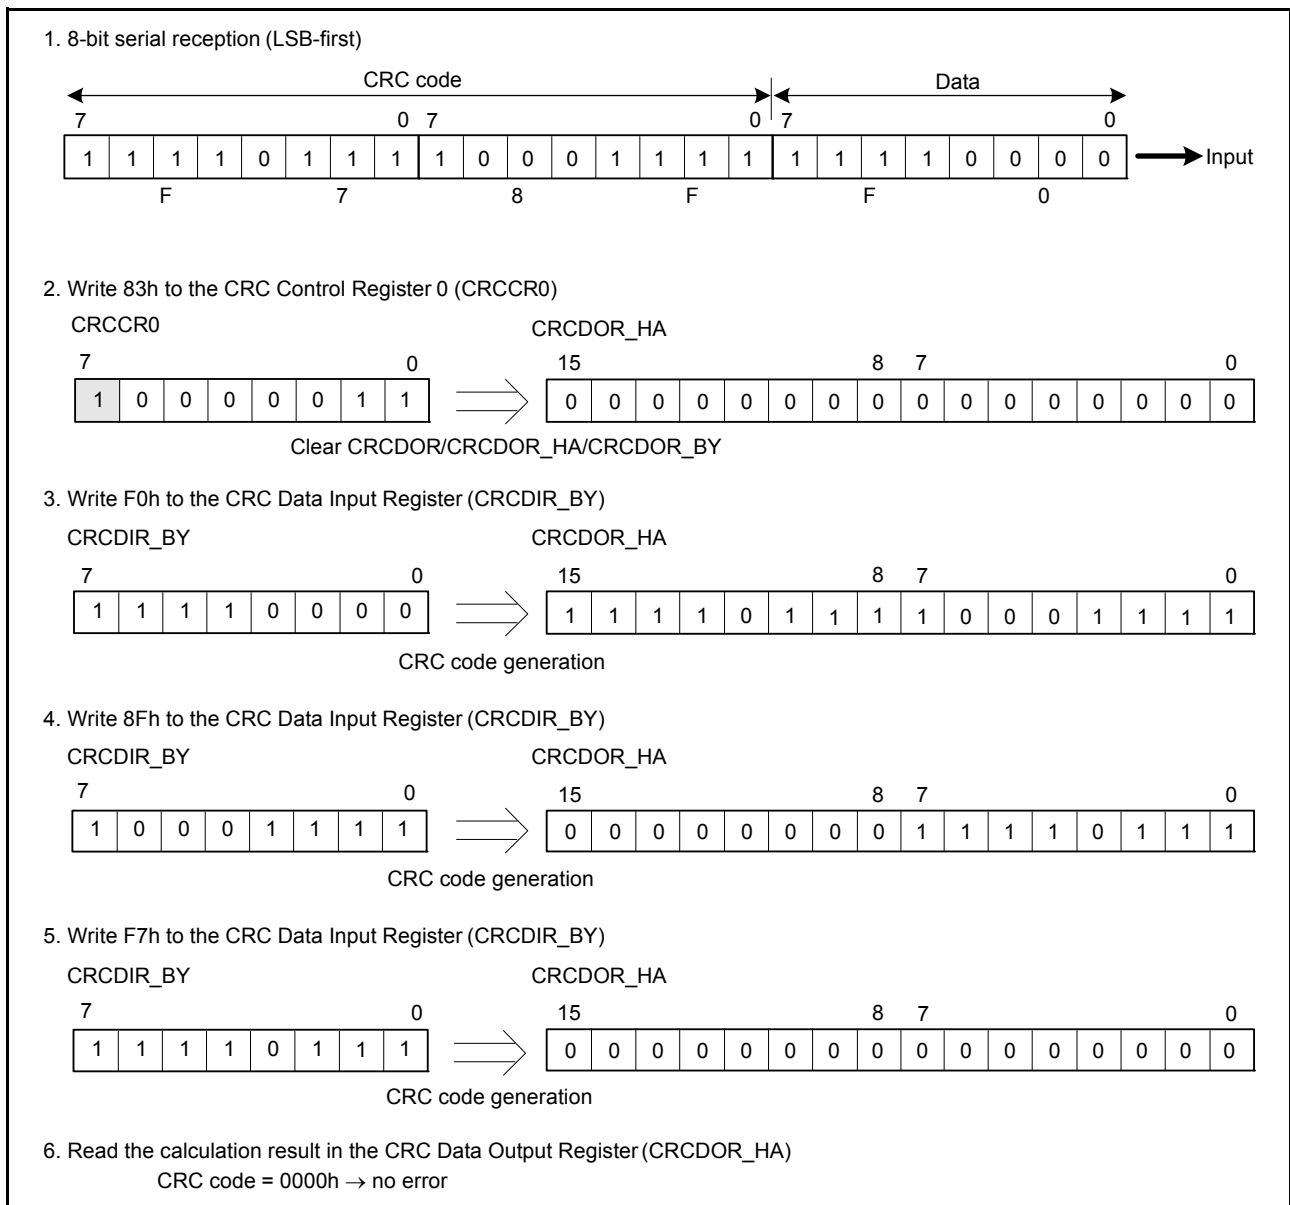 1. 8-bit serial reception (LSB-first)
CRC code Data
7 0 7 0 7 0
1 1 1 1 0 1 1 1 1 0 0 0 1 1 1 1 1 1 1 1 0 0 0 0 Input
F 7 8 F F 0
2. Write 83h to the CRC Control Register 0 (CRCCR0)
CRCCR0 CRCDOR_HA
7 0 15 8 7 0
1 0 0 0 0 0 1 1 0 0 0 0 0 0 0 0 0 0 0 0 0 0 0 0
Clear CRCDOR/CRCDOR_HA/CRCDOR_BY
3. Write F0h to the CRC Data Input Register (CRCDIR_BY)
CRCDIR_BY CRCDOR_HA
7 0 15 8 7 0
1 1 1 1 0 0 0 0 1 1 1 1 0 1 1 1 1 0 0 0 1 1 1 1
CRC code generation
4. Write 8Fh to the CRC Data Input Register (CRCDIR_BY)
CRCDIR_BY CRCDOR_HA
7 0 15 8 7 0
1 0 0 0 1 1 1 1 0 0 0 0 0 0 0 0 1 1 1 1 0 1 1 1
CRC code generation
5. Write F7h to the CRC Data Input Register (CRCDIR_BY)
CRCDIR_BY CRCDOR_HA
7 0 15 8 7 0
1 1 1 1 0 1 1 1 0 0 0 0 0 0 0 0 0 0 0 0 0 0 0 0
CRC code generation
6. Read the calculation result in the CRC Data Output Register (CRCDOR_HA)
CRC code = 0000h → no error